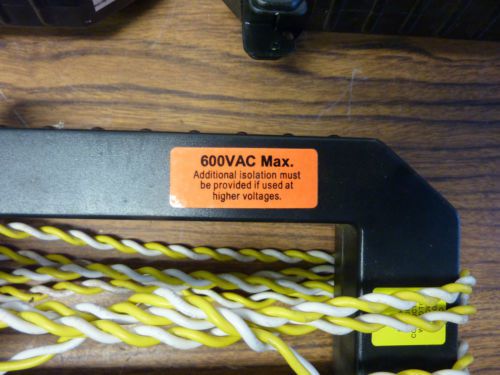 600VAC Max.
Additional isolation must
be provided if used at
higher voltages.